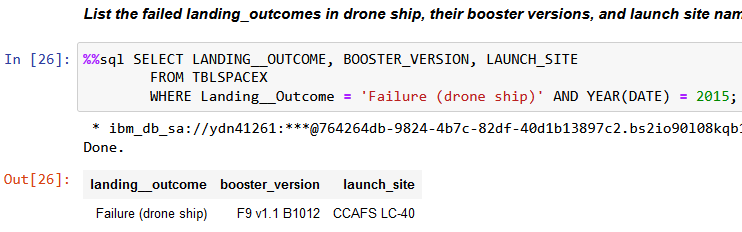 List the failed landing_outcomes in drone ship, their booster versions, and launch site nam
In [26]: %%sql SELECT LANDING__OUTCOME, BOOSTER_VERSION, LAUNCH_SITE
FROM TBLSPACEX
WHERE Landing__Outcome = 'Failure (drone ship)' AND YEAR(DATE) = 2015;
* ibm_db_sa://ydn41261:***@764264db-9824-4b7c-82df-40d1b13897c2.bs2io90l08kqb1
Done.
Out[26]:
landing__outcome booster_version launch_site
Failure (drone ship) F9 v1.1 B1012 CCAFS LC-40